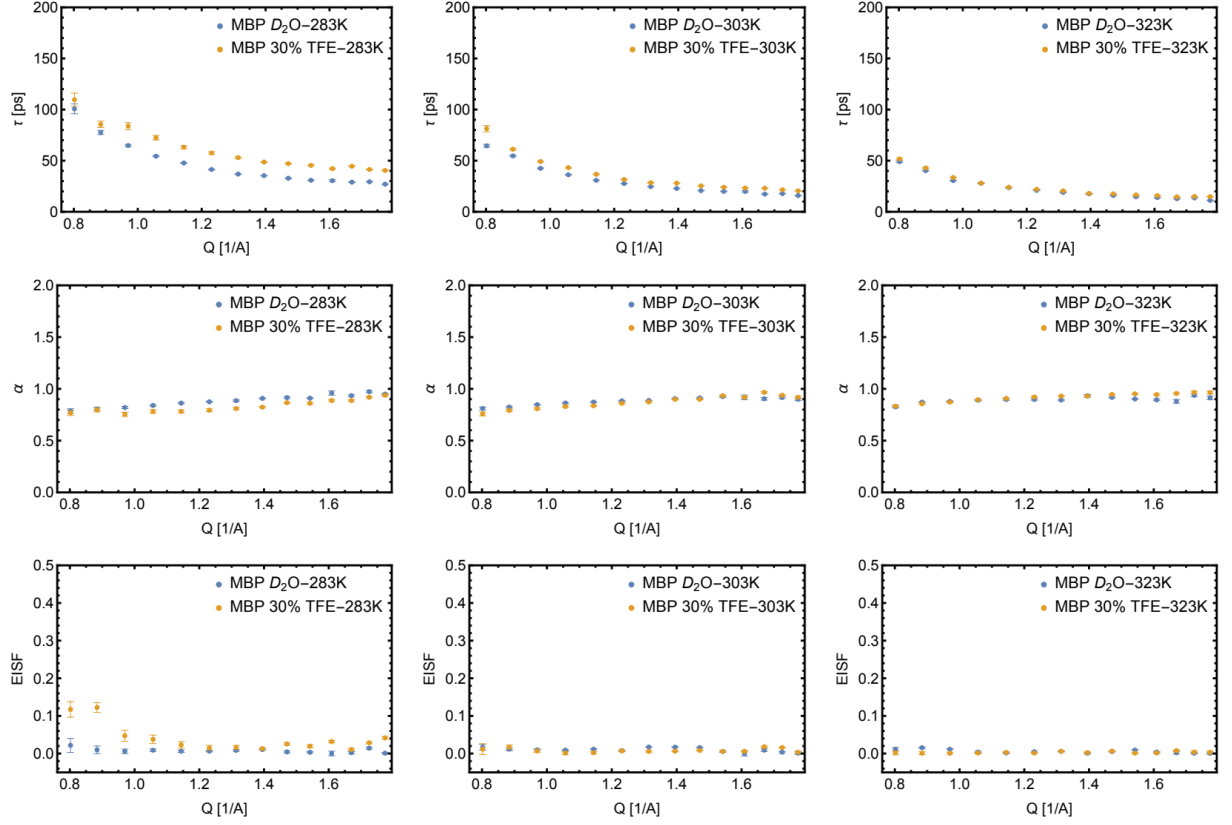 MBP D₂O−283K
MBP 30% TFE−283K
τ [ps]
200
150
100
50
0
0.8 1.0 1.2 1.4 1.6
Q [1/A]
MBP D₂O−303K
MBP 30% TFE−303K
τ [ps]
200
150
100
50
0
0.8 1.0 1.2 1.4 1.6
Q [1/A]
MBP D₂O−323K
MBP 30% TFE−323K
τ [ps]
200
150
100
50
0
0.8 1.0 1.2 1.4 1.6
Q [1/A]
MBP D₂O−283K
MBP 30% TFE−283K
α
2.0
1.5
1.0
0.5
0.0
0.8 1.0 1.2 1.4 1.6
Q [1/A]
MBP D₂O−303K
MBP 30% TFE−303K
α
2.0
1.5
1.0
0.5
0.0
0.8 1.0 1.2 1.4 1.6
Q [1/A]
MBP D₂O−323K
MBP 30% TFE−323K
α
2.0
1.5
1.0
0.5
0.0
0.8 1.0 1.2 1.4 1.6
Q [1/A]
MBP D₂O−283K
MBP 30% TFE−283K
EISF
0.5
0.4
0.3
0.2
0.1
0.0
0.8 1.0 1.2 1.4 1.6
Q [1/A]
MBP D₂O−303K
MBP 30% TFE−303K
EISF
0.5
0.4
0.3
0.2
0.1
0.0
0.8 1.0 1.2 1.4 1.6
Q [1/A]
MBP D₂O−323K
MBP 30% TFE−323K
EISF
0.5
0.4
0.3
0.2
0.1
0.0
0.8 1.0 1.2 1.4 1.6
Q [1/A]